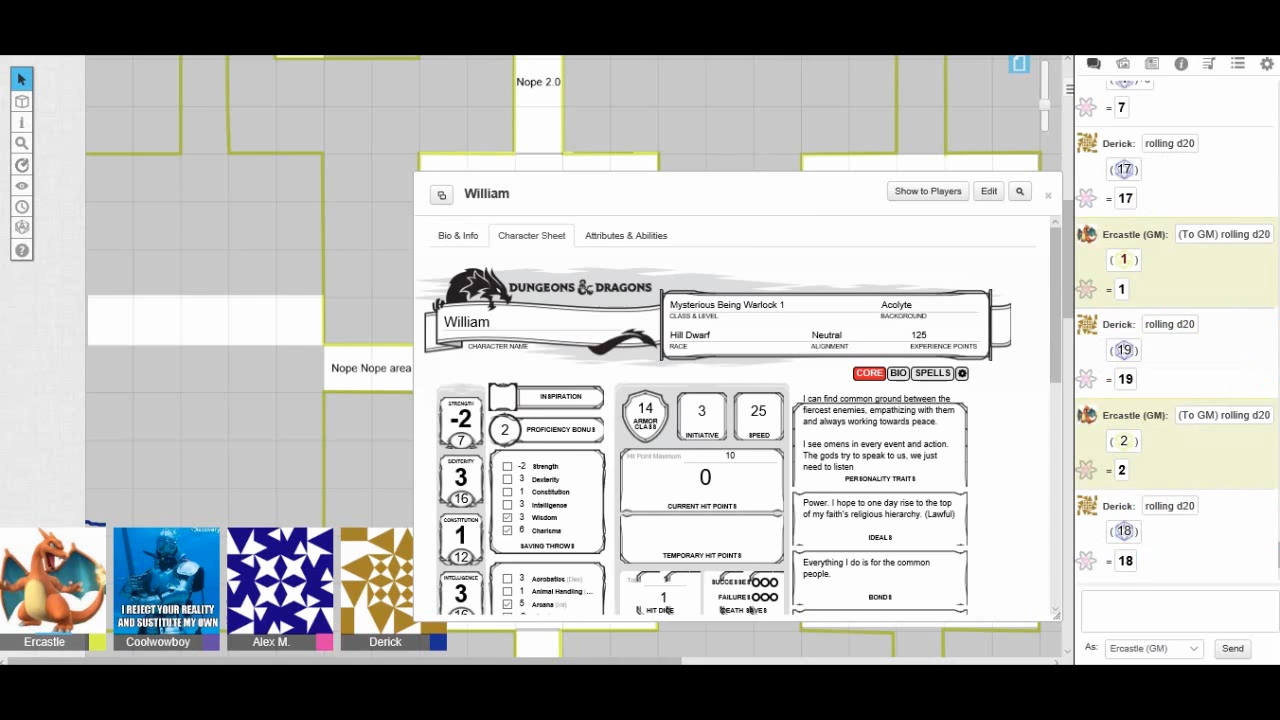 Nope 2.0
Nope Nope area
William
Show to Players
Edit
Bio & Info
Character Sheet
Attributes & Abilities
DUNGEONS & DRAGONS
William
CHARACTER NAME
Mysterious Being Warlock 1
Acolyte
CLASS & LEVEL
BACKGROUND
Hill Dwarf
Neutral
125
RACE
ALIGNMENT
EXPERIENCE POINTS
CORE
BIO
SPELLS
STRENGTH
-2
7
DEXTERITY
3
16
CONSTITUTION
1
12
INTELLIGENCE
3
INSPIRATION
2
PROFICIENCY BONUS
-2 Strength
3 Dexterity
1 Constitution
3 Intelligence
3 Wisdom
6 Charisma
SAVING THROWS
3 Acrobatics (Dex)
1 Animal Handling (...
5 Arcana (Int)
14
ARMOR
CLASS
3
INITIATIVE
25
SPEED
Hit Point Maximum 10
0
CURRENT HIT POINTS
TEMPORARY HIT POINTS
1
HIT DICE
SUCCESSES
FAILURES
DEATH SAVES
I can find common ground between the
fiercest enemies, empathizing with them
and always working towards peace.
I see omens in every event and action.
The gods try to speak to us, we just
need to listen
PERSONALITY TRAITS
Power. I hope to one day rise to the top
of my faith's religious hierarchy. (Lawful)
IDEALS
Everything I do is for the common
people.
BONDS
Discovery
I REJECT YOUR REALITY
AND SUSTITUTE MY OWN
Ercastle
Coolwowboy
Alex M.
Derick
= 7
Derick: rolling d20
(17)
= 17
Ercastle (GM): (To GM) rolling d20
(1)
= 1
Derick: rolling d20
(19)
= 19
Ercastle (GM): (To GM) rolling d20
(2)
= 2
Derick: rolling d20
(18)
= 18
As: Ercastle (GM)
Send